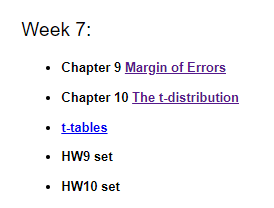 Week 7:
Chapter 9 Margin of Errors
Chapter 10 The t-distribution
t-tables
HW9 set
HW10 set